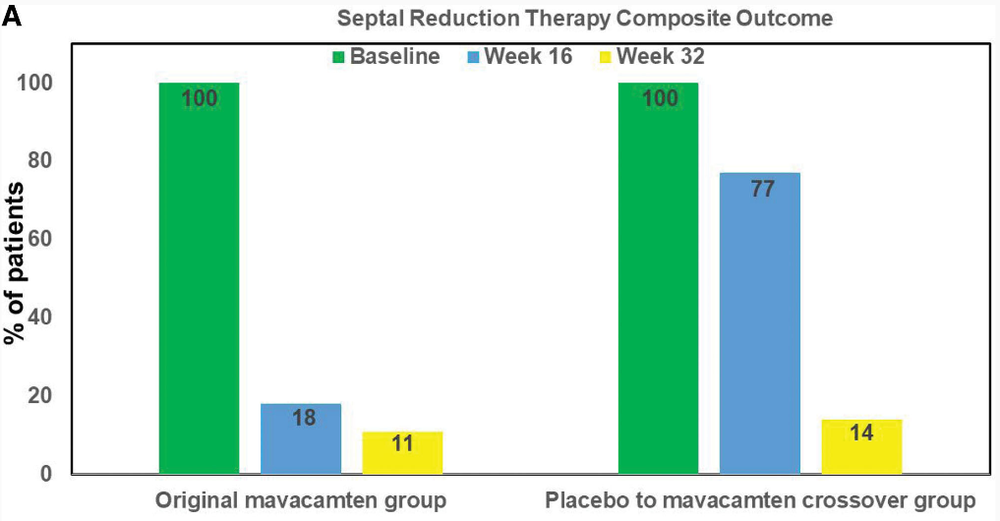 A
Septal Reduction Therapy Composite Outcome
Baseline Week 16 Week 32
% of patients
100
80
60
40
20
0
100
18
11
100
77
14
Original mavacamten group
Placebo to mavacamten crossover group